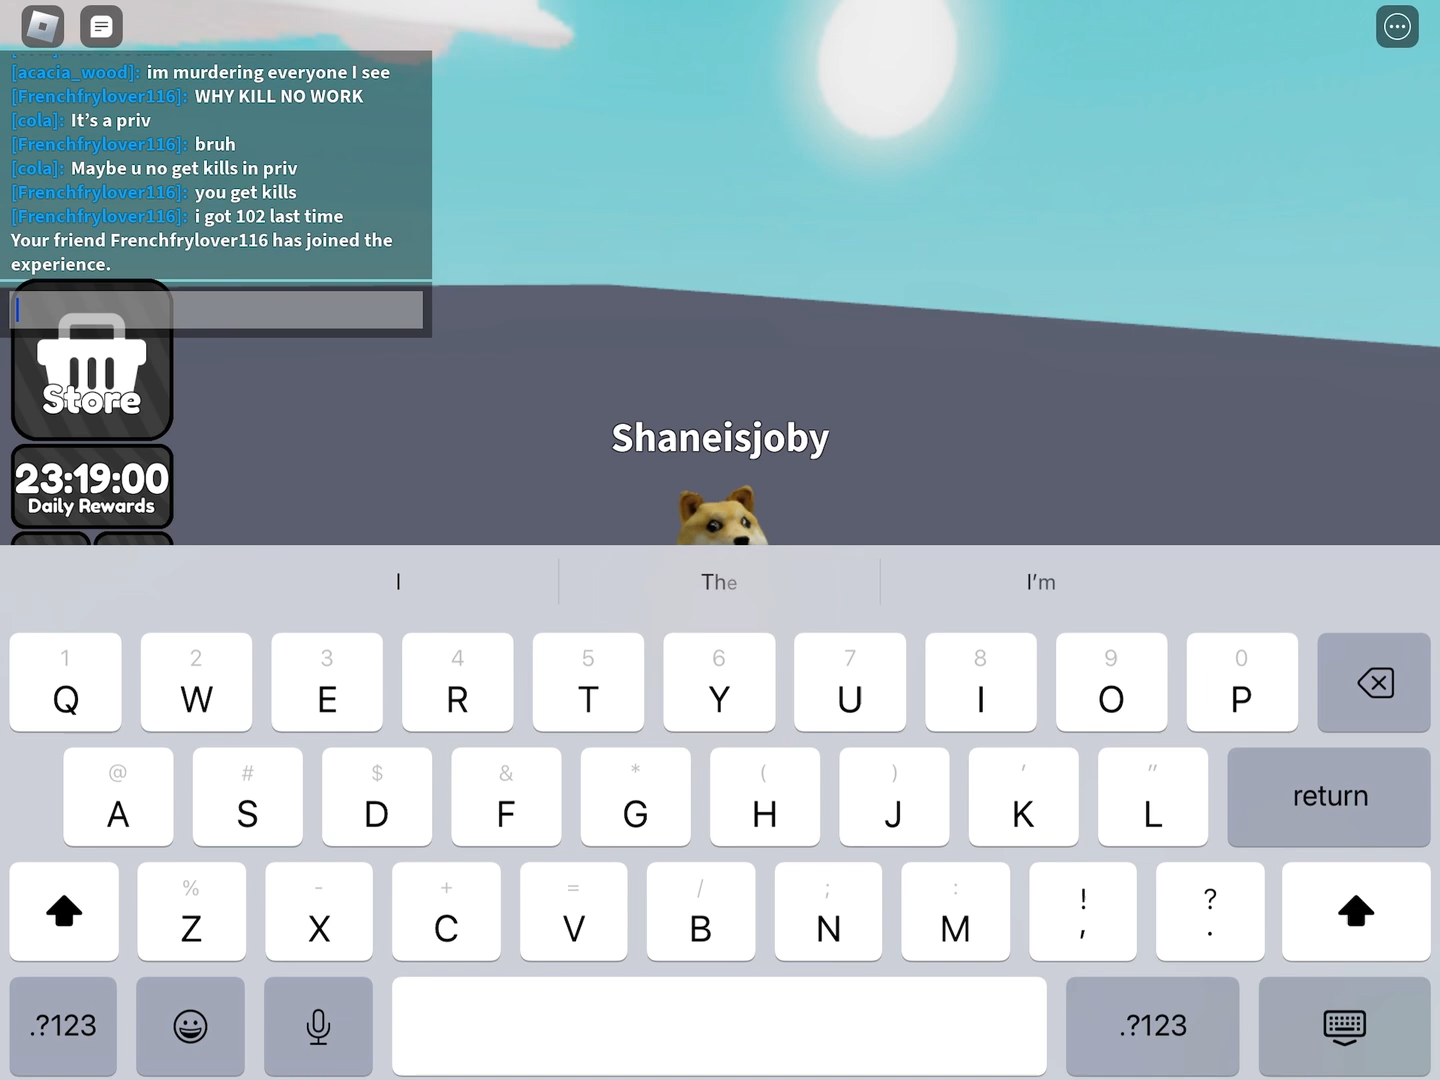 [acacia_wood]: im murdering everyone I see
[Frenchfrylover116]: WHY KILL NO WORK
[cola]: It’s a priv
[Frenchfrylover116]: bruh
[cola]: Maybe u no get kills in priv
[Frenchfrylover116]: you get kills
[Frenchfrylover116]: i got 102 last time
Your friend Frenchfrylover116 has joined the
experience.
Store
Shaneisjoby
23:19:00
Daily Rewards
I The I’m
1 2 3 4 5 6 7 8 9 0
Q W E R T Y U I O P
@ # $ & * ( ) ' "
A S D F G H J K L return
% - + = / ; : ! ?
Z X C V B N M , .
.?123 .?123